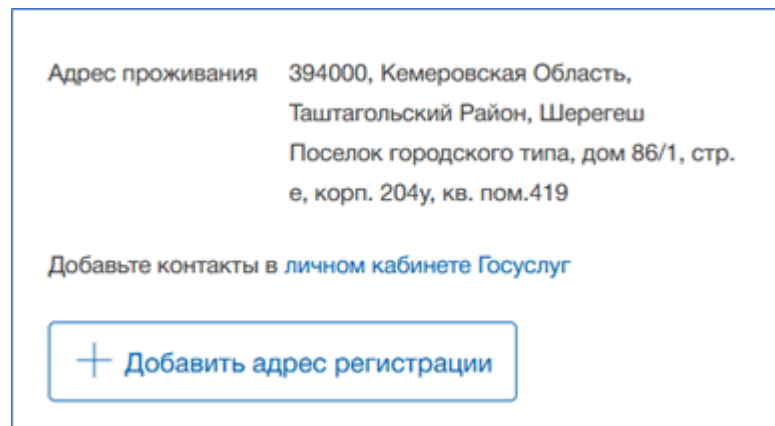 Адрес проживания 394000, Кемеровская Область,
Таштагольский Район, Шерегеш
Поселок городского типа, дом 86/1, стр.
е, корп. 204у, кв. пом.419
Добавьте контакты в личном кабинете Госуслуг
Добавить адрес регистрации